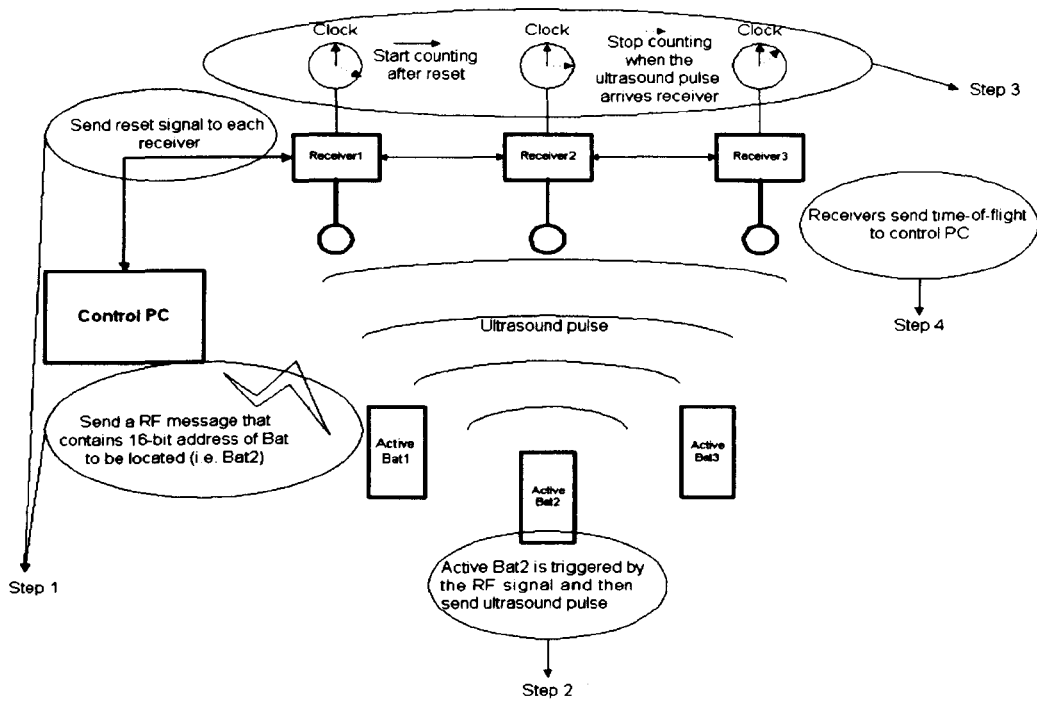 Clock
Clock
Clock
Start counting
after reset
Stop counting
when the
ultrasound pulse
arrives receiver
Step 3
Send reset signal to each
receiver
Receiver1
Receiver2
Receiver3
Receivers send time-of-flight
to control PC
Control PC
Step 4
Ultrasound pulse
Send a RF message that
contains 16-bit address of Bat
to be located (i.e. Bat2)
Active
Bat1
Active
Bat2
Active
Bat3
Step 1
Active Bat2 is triggered by
the RF signal and then
send ultrasound pulse
Step 2